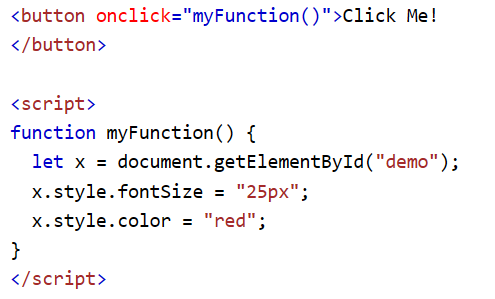 <button onclick="myFunction()">Click Me!
</button>

<script>
function myFunction() {
  let x = document.getElementById("demo");
  x.style.fontSize = "25px";
  x.style.color = "red";
}
</script>